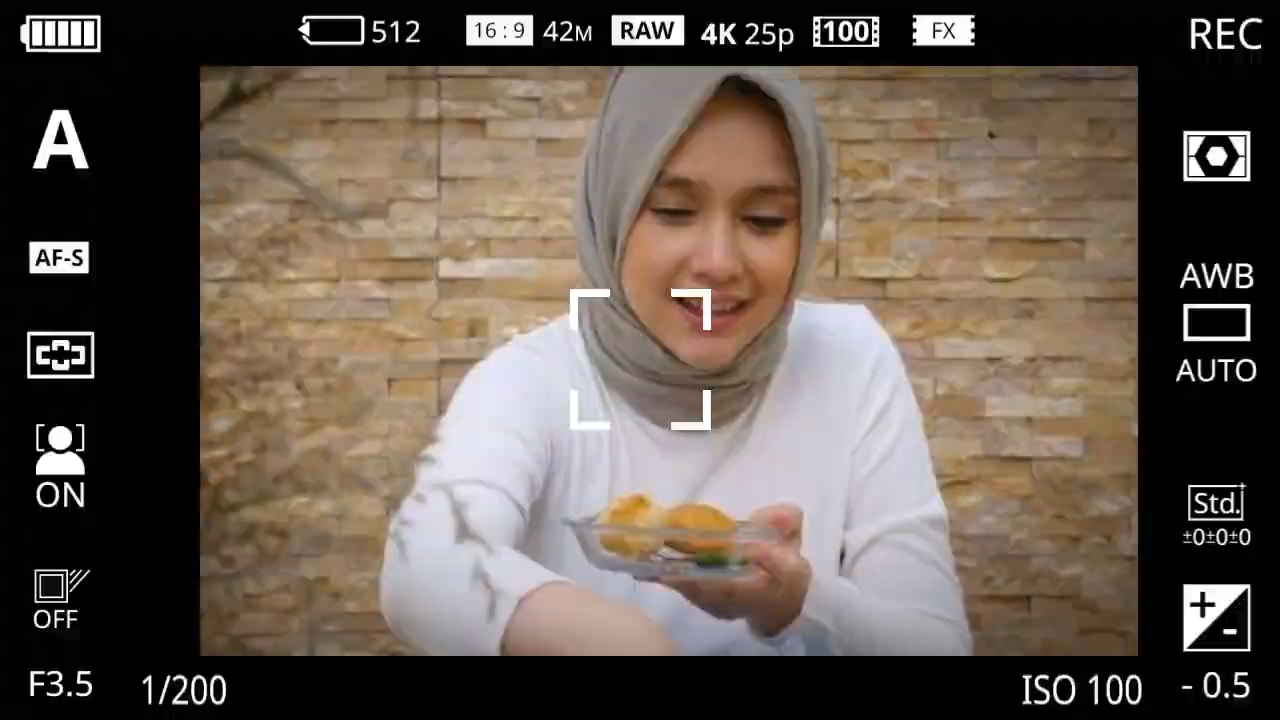 512
16:9
42M
RAW
4K 25p
100
FX
REC
A
AF-S
ON
OFF
F3.5
1/200
AWB
AUTO
Std.
±0±0±0
ISO 100
- 0.5